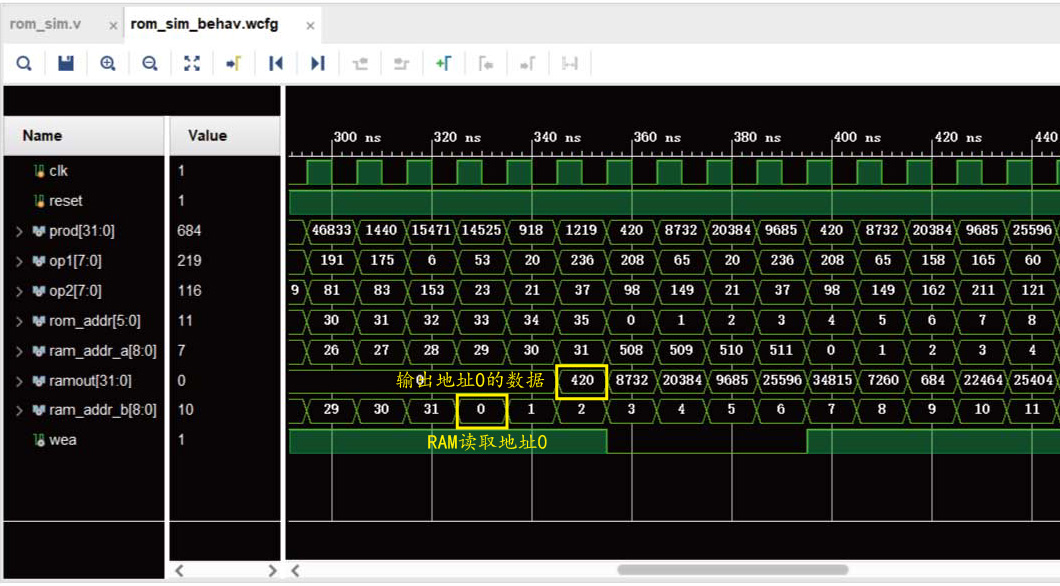 rom_sim.v × rom_sim_behav.wcfg ×
Name Value
300 ns 320 ns 340 ns 360 ns 380 ns 400 ns 420 ns 440
clk 1
reset 1
prod[31:0] 684 46833 1440 15471 14525 918 1219 420 8732 20384 9685 420 8732 20384 9685 25596
op1[7:0] 219 191 175 6 53 20 236 208 65 20 236 208 65 158 165 60
op2[7:0] 116 9 81 83 153 23 21 37 98 149 21 37 98 149 162 211 121
rom_addr[5:0] 11 30 31 32 33 34 35 0 1 2 3 4 5 6 7 8
ram_addr_a[8:0] 7 26 27 28 29 30 31 508 509 510 511 0 1 2 3 4
ramout[31:0] 0 输出地址0的数据 420 8732 20384 9685 25596 34815 7260 684 22464 25404
ram_addr_b[8:0] 10 29 30 31 0 1 2 3 4 5 6 7 8 9 10 11
wea 1 RAM读取地址0